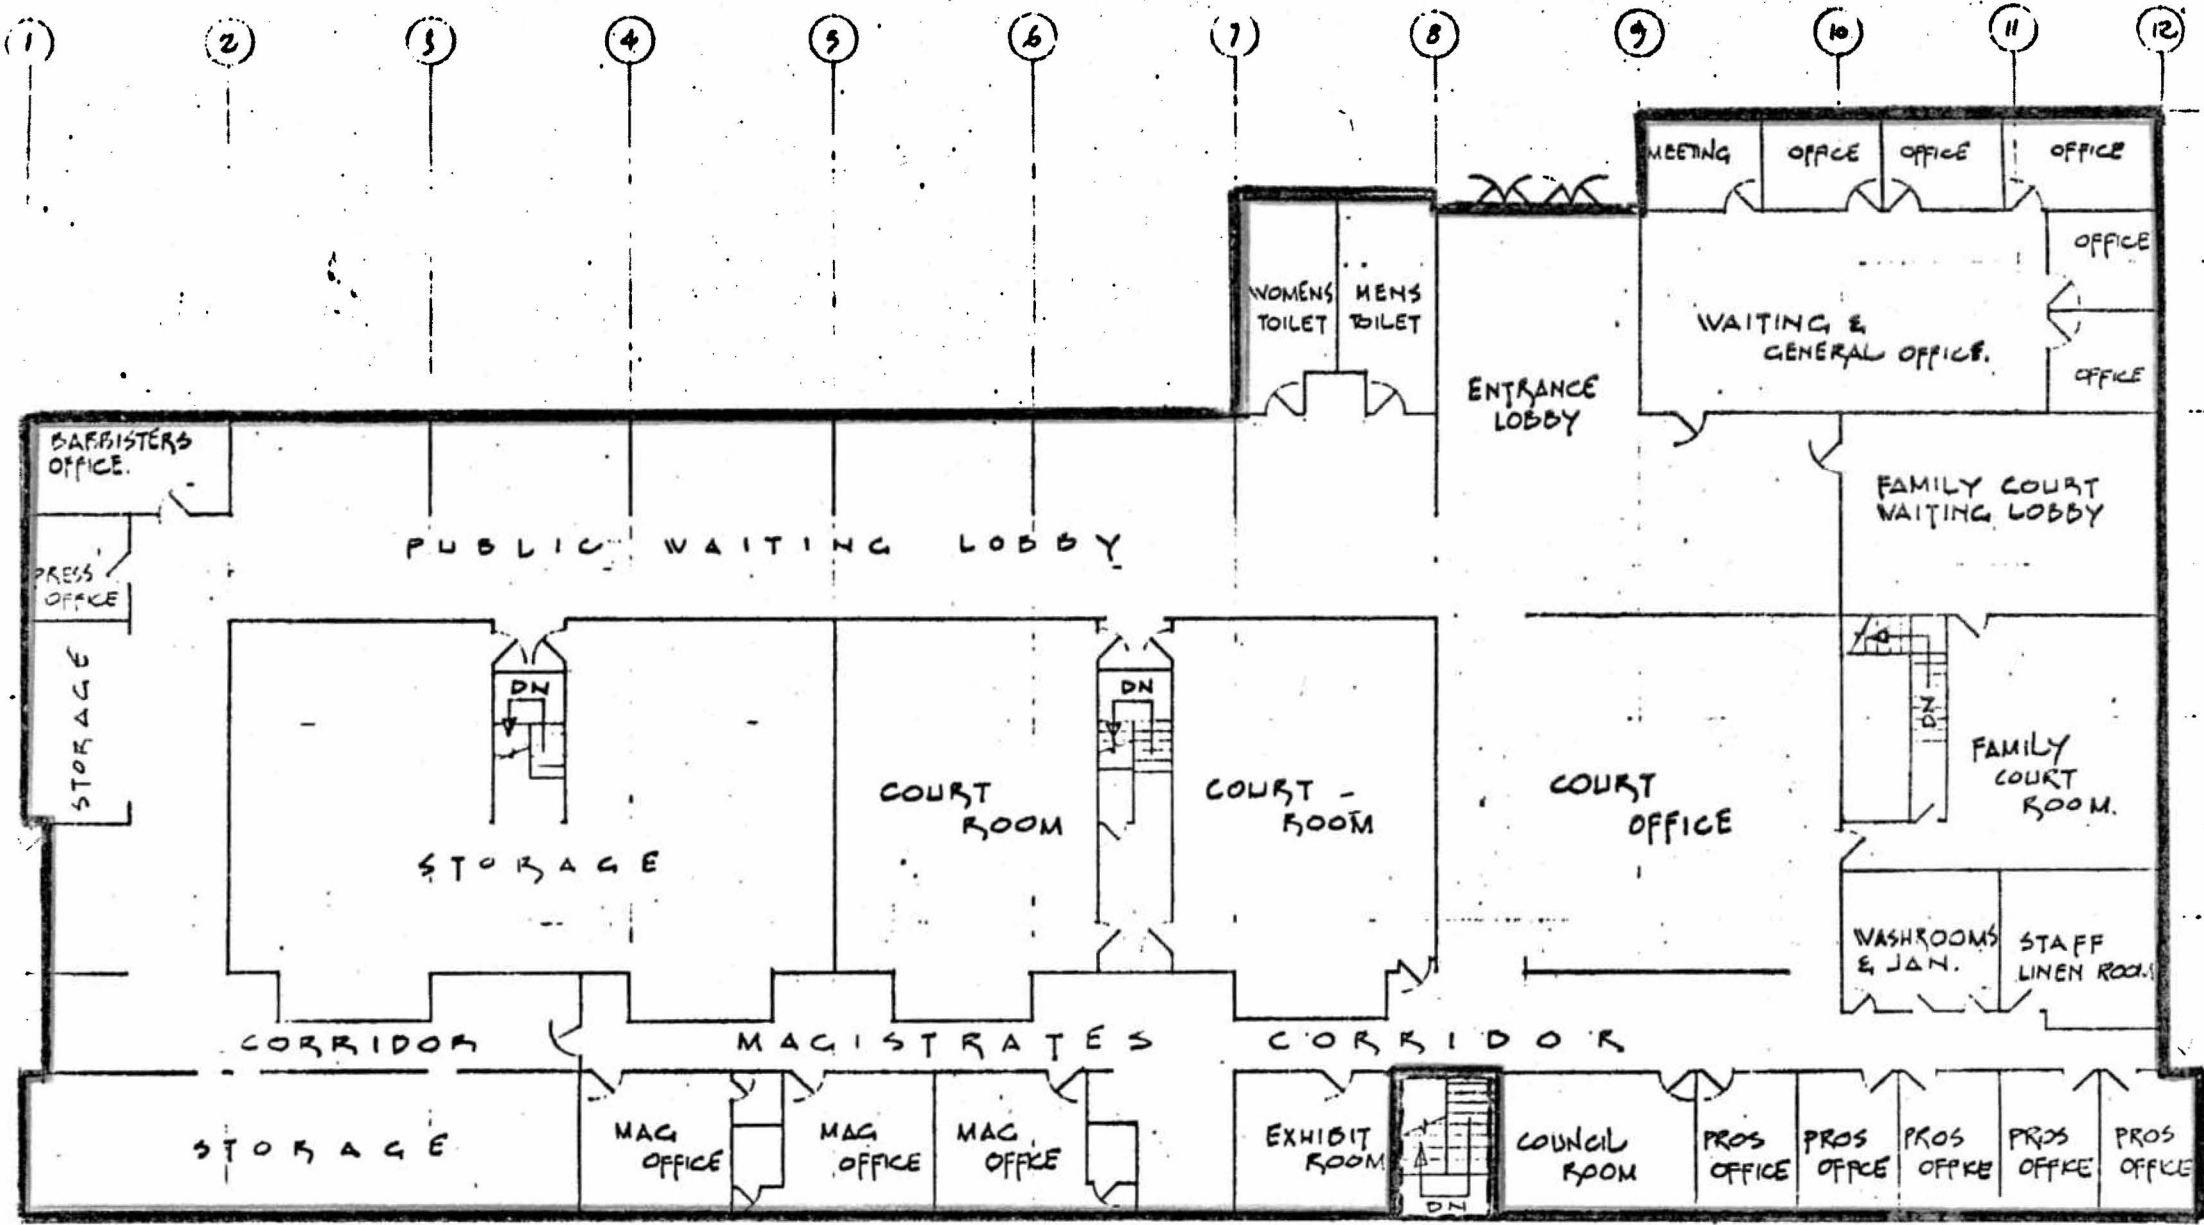 1 2 3 4 5 6 7 8 9 10 11 12
MEETING
OFFICE
OFFICE
OFFICE
OFFICE
WOMENS
TOILET
MENS
TOILET
WAITING &
GENERAL OFFICE.
OFFICE
ENTRANCE
LOBBY
BARRISTERS
OFFICE.
FAMILY COURT
WAITING LOBBY
PUBLIC WAITING LOBBY
PRESS
OFFICE
STORAGE
DN
DN
DN
FAMILY
COURT
ROOM.
COURT
ROOM
COURT
ROOM
COURT
OFFICE
STORAGE
WASHROOMS
& JAN.
STAFF
LINEN ROOM
CORRIDOR
MAGISTRATES CORRIDOR
STORAGE
MAG
OFFICE
MAG
OFFICE
MAG
OFFICE
EXHIBIT
ROOM
DN
COUNCIL
ROOM
PROS
OFFICE
PROS
OFFICE
PROS
OFFICE
PROS
OFFICE
PROS
OFFICE